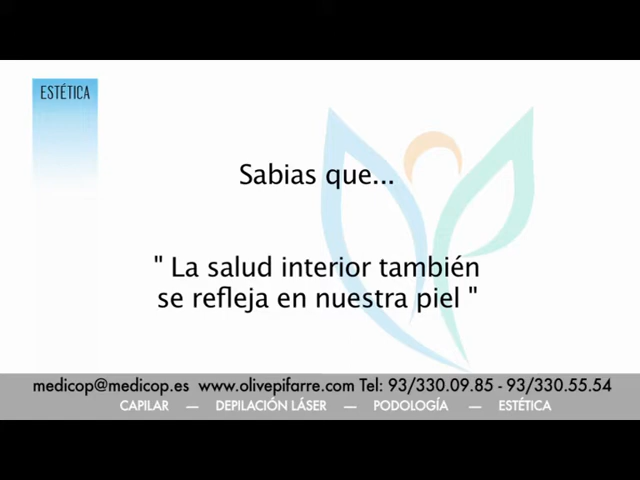 ESTÉTICA
Sabias que...
" La salud interior también
se refleja en nuestra piel "
medicop@medicop.es www.olivepifarre.com Tel: 93/330.09.85 - 93/330.55.54
CAPILAR — DEPILACIÓN LÁSER — PODOLOGÍA — ESTÉTICA